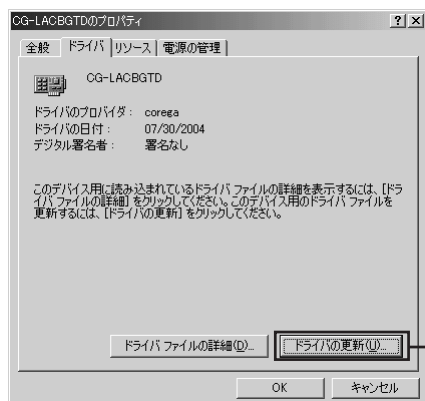 CG-LACBGTDのプロパティ
? ×
全般 ドライバ リソース 電源の管理
CG-LACBGTD
ドライバのプロバイダ： corega
ドライバの日付： 07/30/2004
デジタル署名者： 署名なし
このデバイス用に読み込まれているドライバ ファイルの詳細を表示するには、[ドラ
イバ ファイルの詳細] をクリックしてください。このデバイス用のドライバ ファイルを
更新するには、[ドライバの更新] をクリックしてください。
ドライバ ファイルの詳細(D)... ドライバの更新(U)...
OK キャンセル